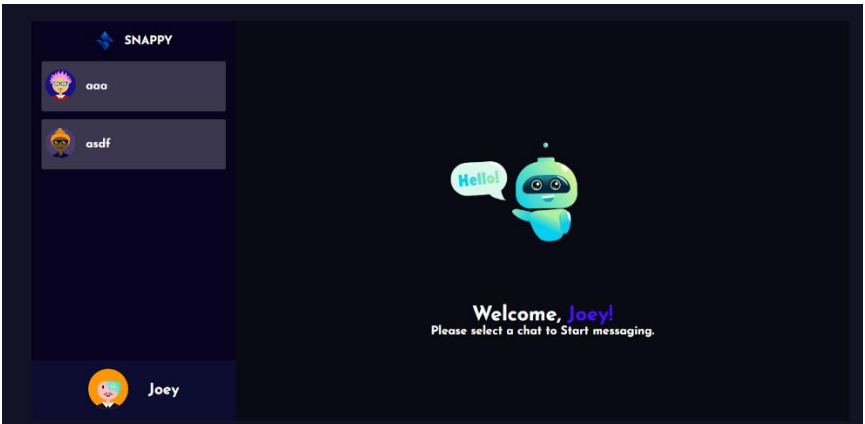 SNAPPY
aaa
asdf
Hello!
Welcome, Joey!
Please select a chat to Start messaging.
Joey